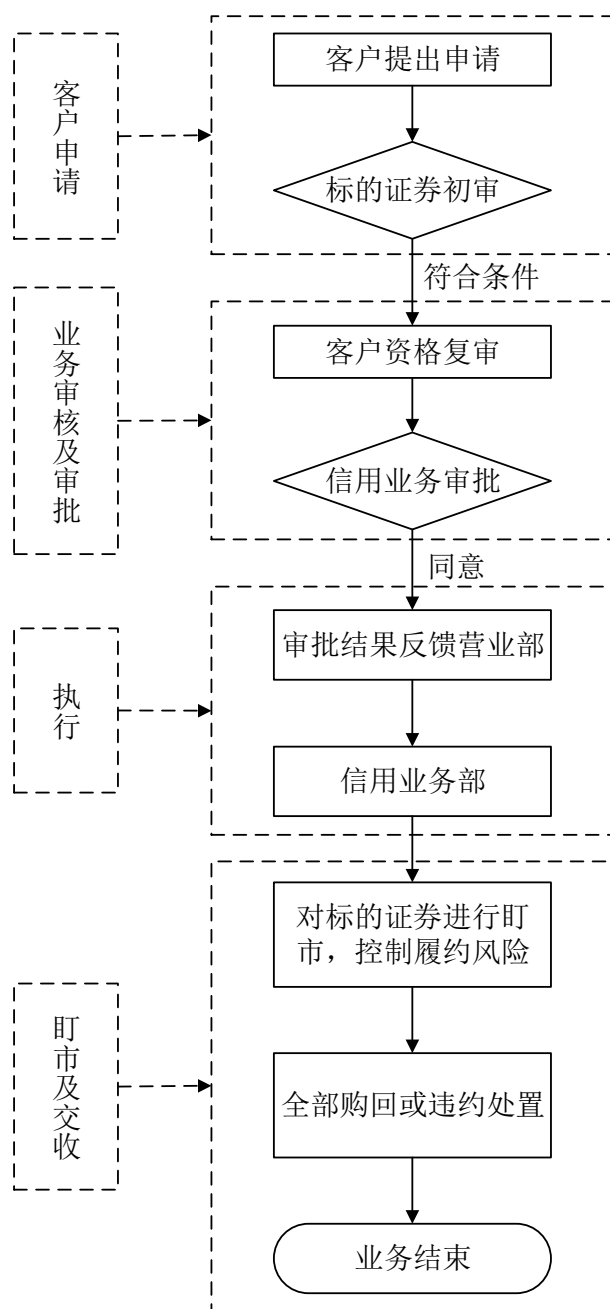 客户申请
客户提出申请
标的证券初审
符合条件
业务审核及审批
客户资格复审
信用业务审批
同意
执行
审批结果反馈营业部
信用业务部
盯市及交收
对标的证券进行盯
市，控制履约风险
全部购回或违约处置
业务结束